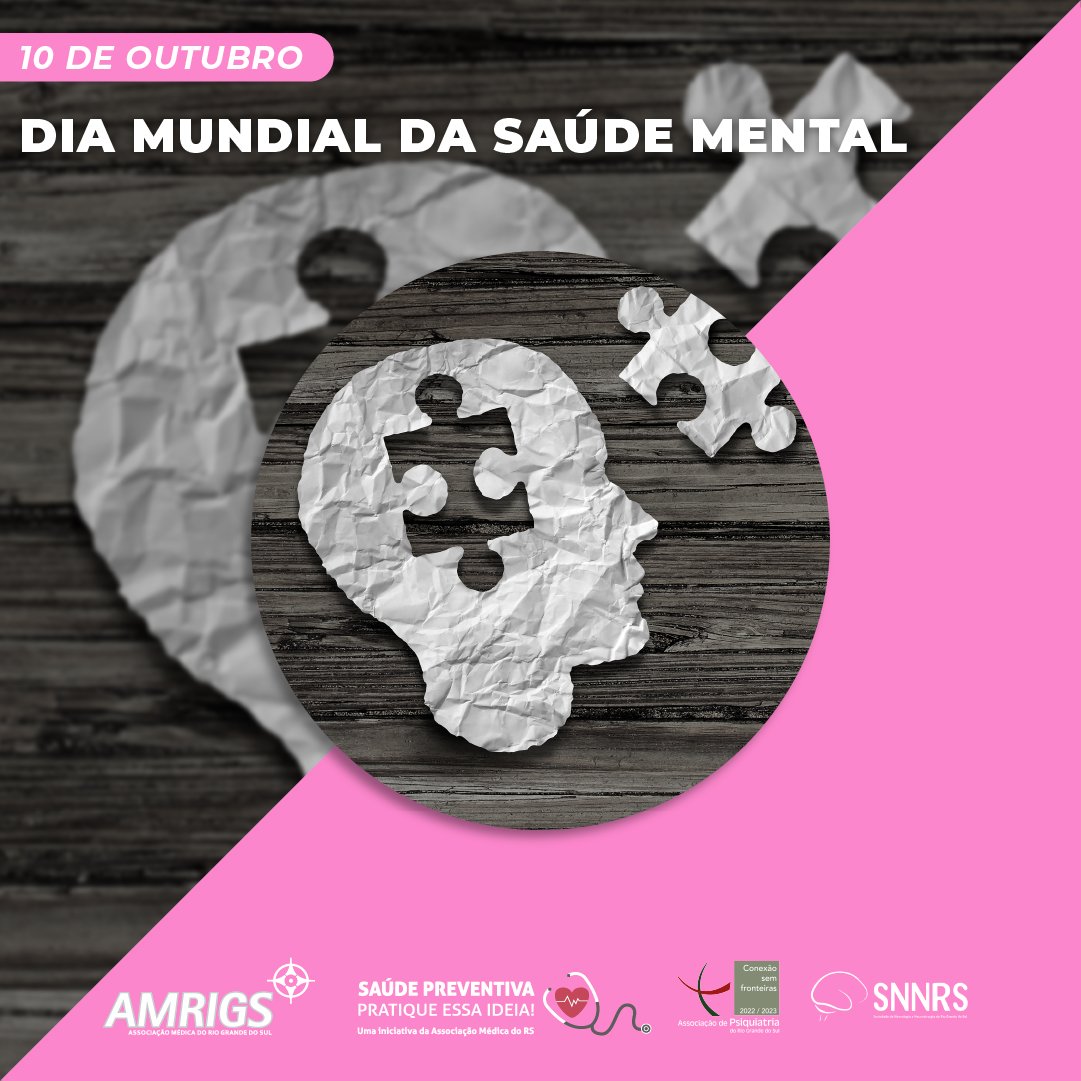 10 DE OUTUBRO
DIA MUNDIAL DA SAÚDE MENTAL
AMRIGS
ASSOCIAÇÃO MÉDICA DO RIO GRANDE DO SUL
SAÚDE PREVENTIVA
PRATIQUE ESSA IDEIA!
Uma iniciativa da Associação Médica do RS
Conexão
sem
fronteiras
2022 / 2023
Associação de Psiquiatria
do Rio Grande do Sul
SNNRS